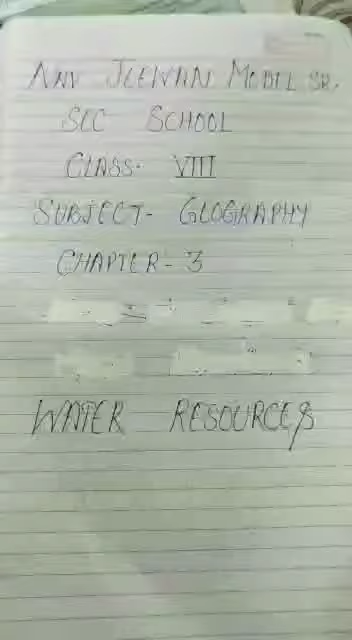 NAV JEEVAN MODEL SR.
SEC SCHOOL
CLASS- VIII
SUBJECT- GEOGRAPHY
CHAPTER- 3
WATER RESOURCES